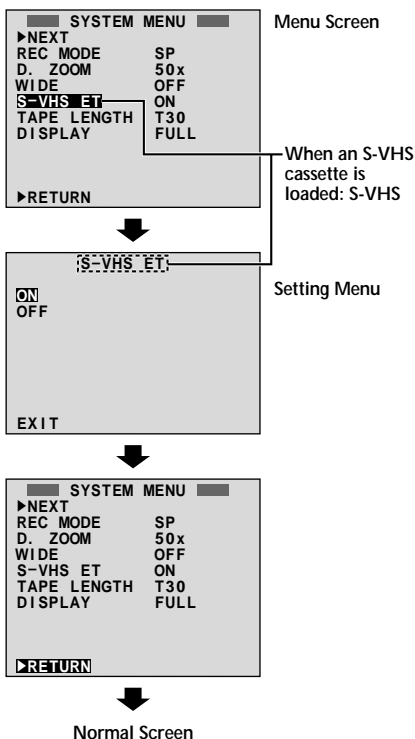 SYSTEM MENU
Menu Screen
▶NEXT
REC MODE SP
D. ZOOM 50x
WIDE OFF
S-VHS ET ON
TAPE LENGTH T30
DISPLAY FULL
▶RETURN
When an S-VHS
cassette is
loaded: S-VHS
S-VHS ET
Setting Menu
ON
OFF
EXIT
SYSTEM MENU
▶NEXT
REC MODE SP
D. ZOOM 50x
WIDE OFF
S-VHS ET ON
TAPE LENGTH T30
DISPLAY FULL
▶RETURN
Normal Screen